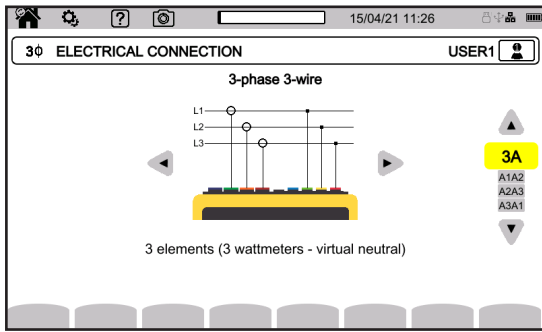 ?
15/04/21 11:26
3Φ ELECTRICAL CONNECTION
USER1
3-phase 3-wire
L1
L2
L3
3A
A1A2
A2A3
A3A1
3 elements (3 wattmeters - virtual neutral)